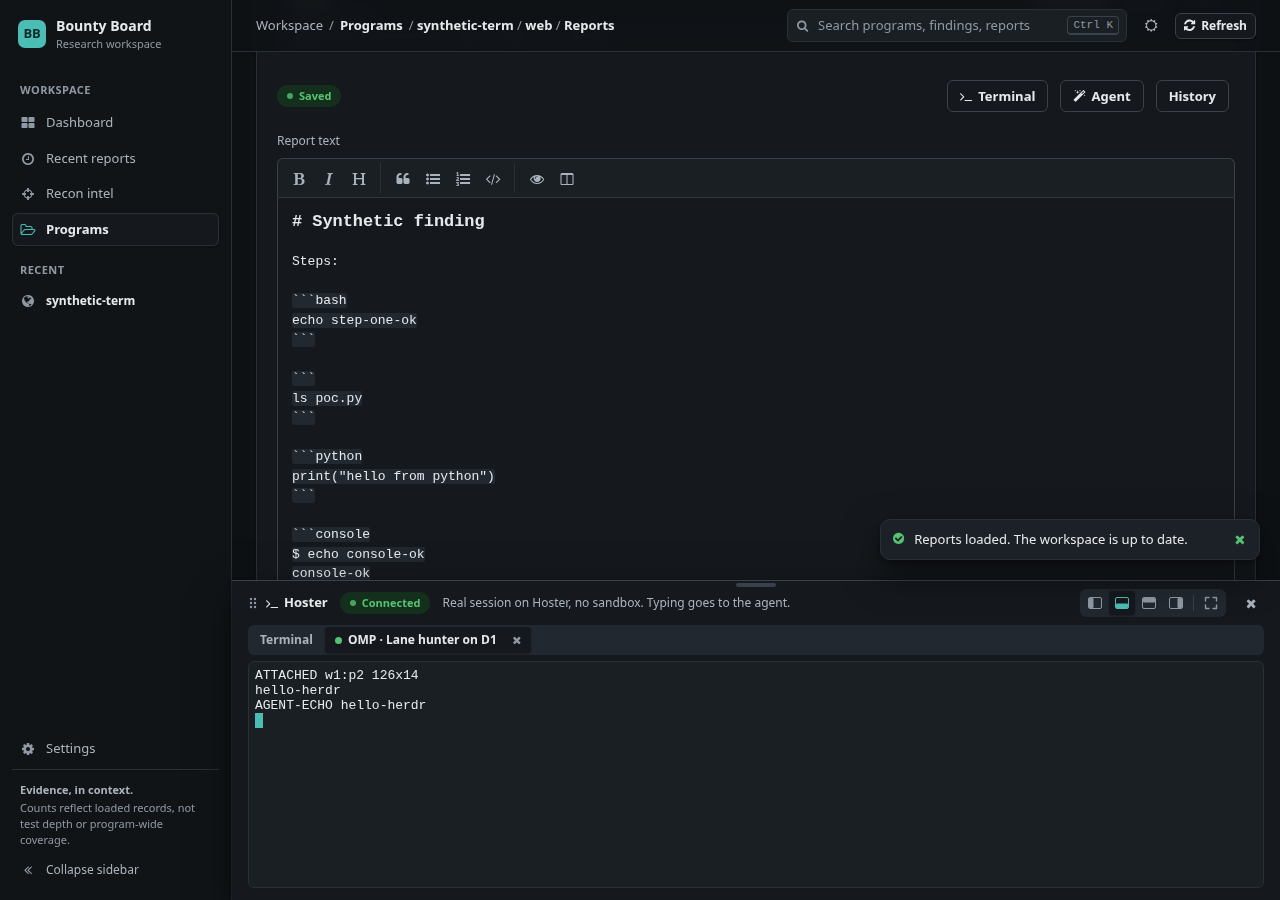 BB
Bounty Board
Research workspace
WORKSPACE
Dashboard
Recent reports
Recon intel
Programs
RECENT
synthetic-term
Settings
Evidence, in context.
Counts reflect loaded records, not
test depth or program-wide
coverage.
Collapse sidebar
Workspace / Programs / synthetic-term / web / Reports
Search programs, findings, reports
Ctrl K
Refresh
Saved
Terminal
Agent
History
Report text
B I H
# Synthetic finding
Steps:
```bash
echo step-one-ok
```
```
ls poc.py
```
```python
print("hello from python")
```
```console
$ echo console-ok
console-ok
Reports loaded. The workspace is up to date.
Hoster
Connected
Real session on Hoster, no sandbox. Typing goes to the agent.
Terminal
OMP · Lane hunter on D1
ATTACHED w1:p2 126x14
hello-herdr
AGENT-ECHO hello-herdr